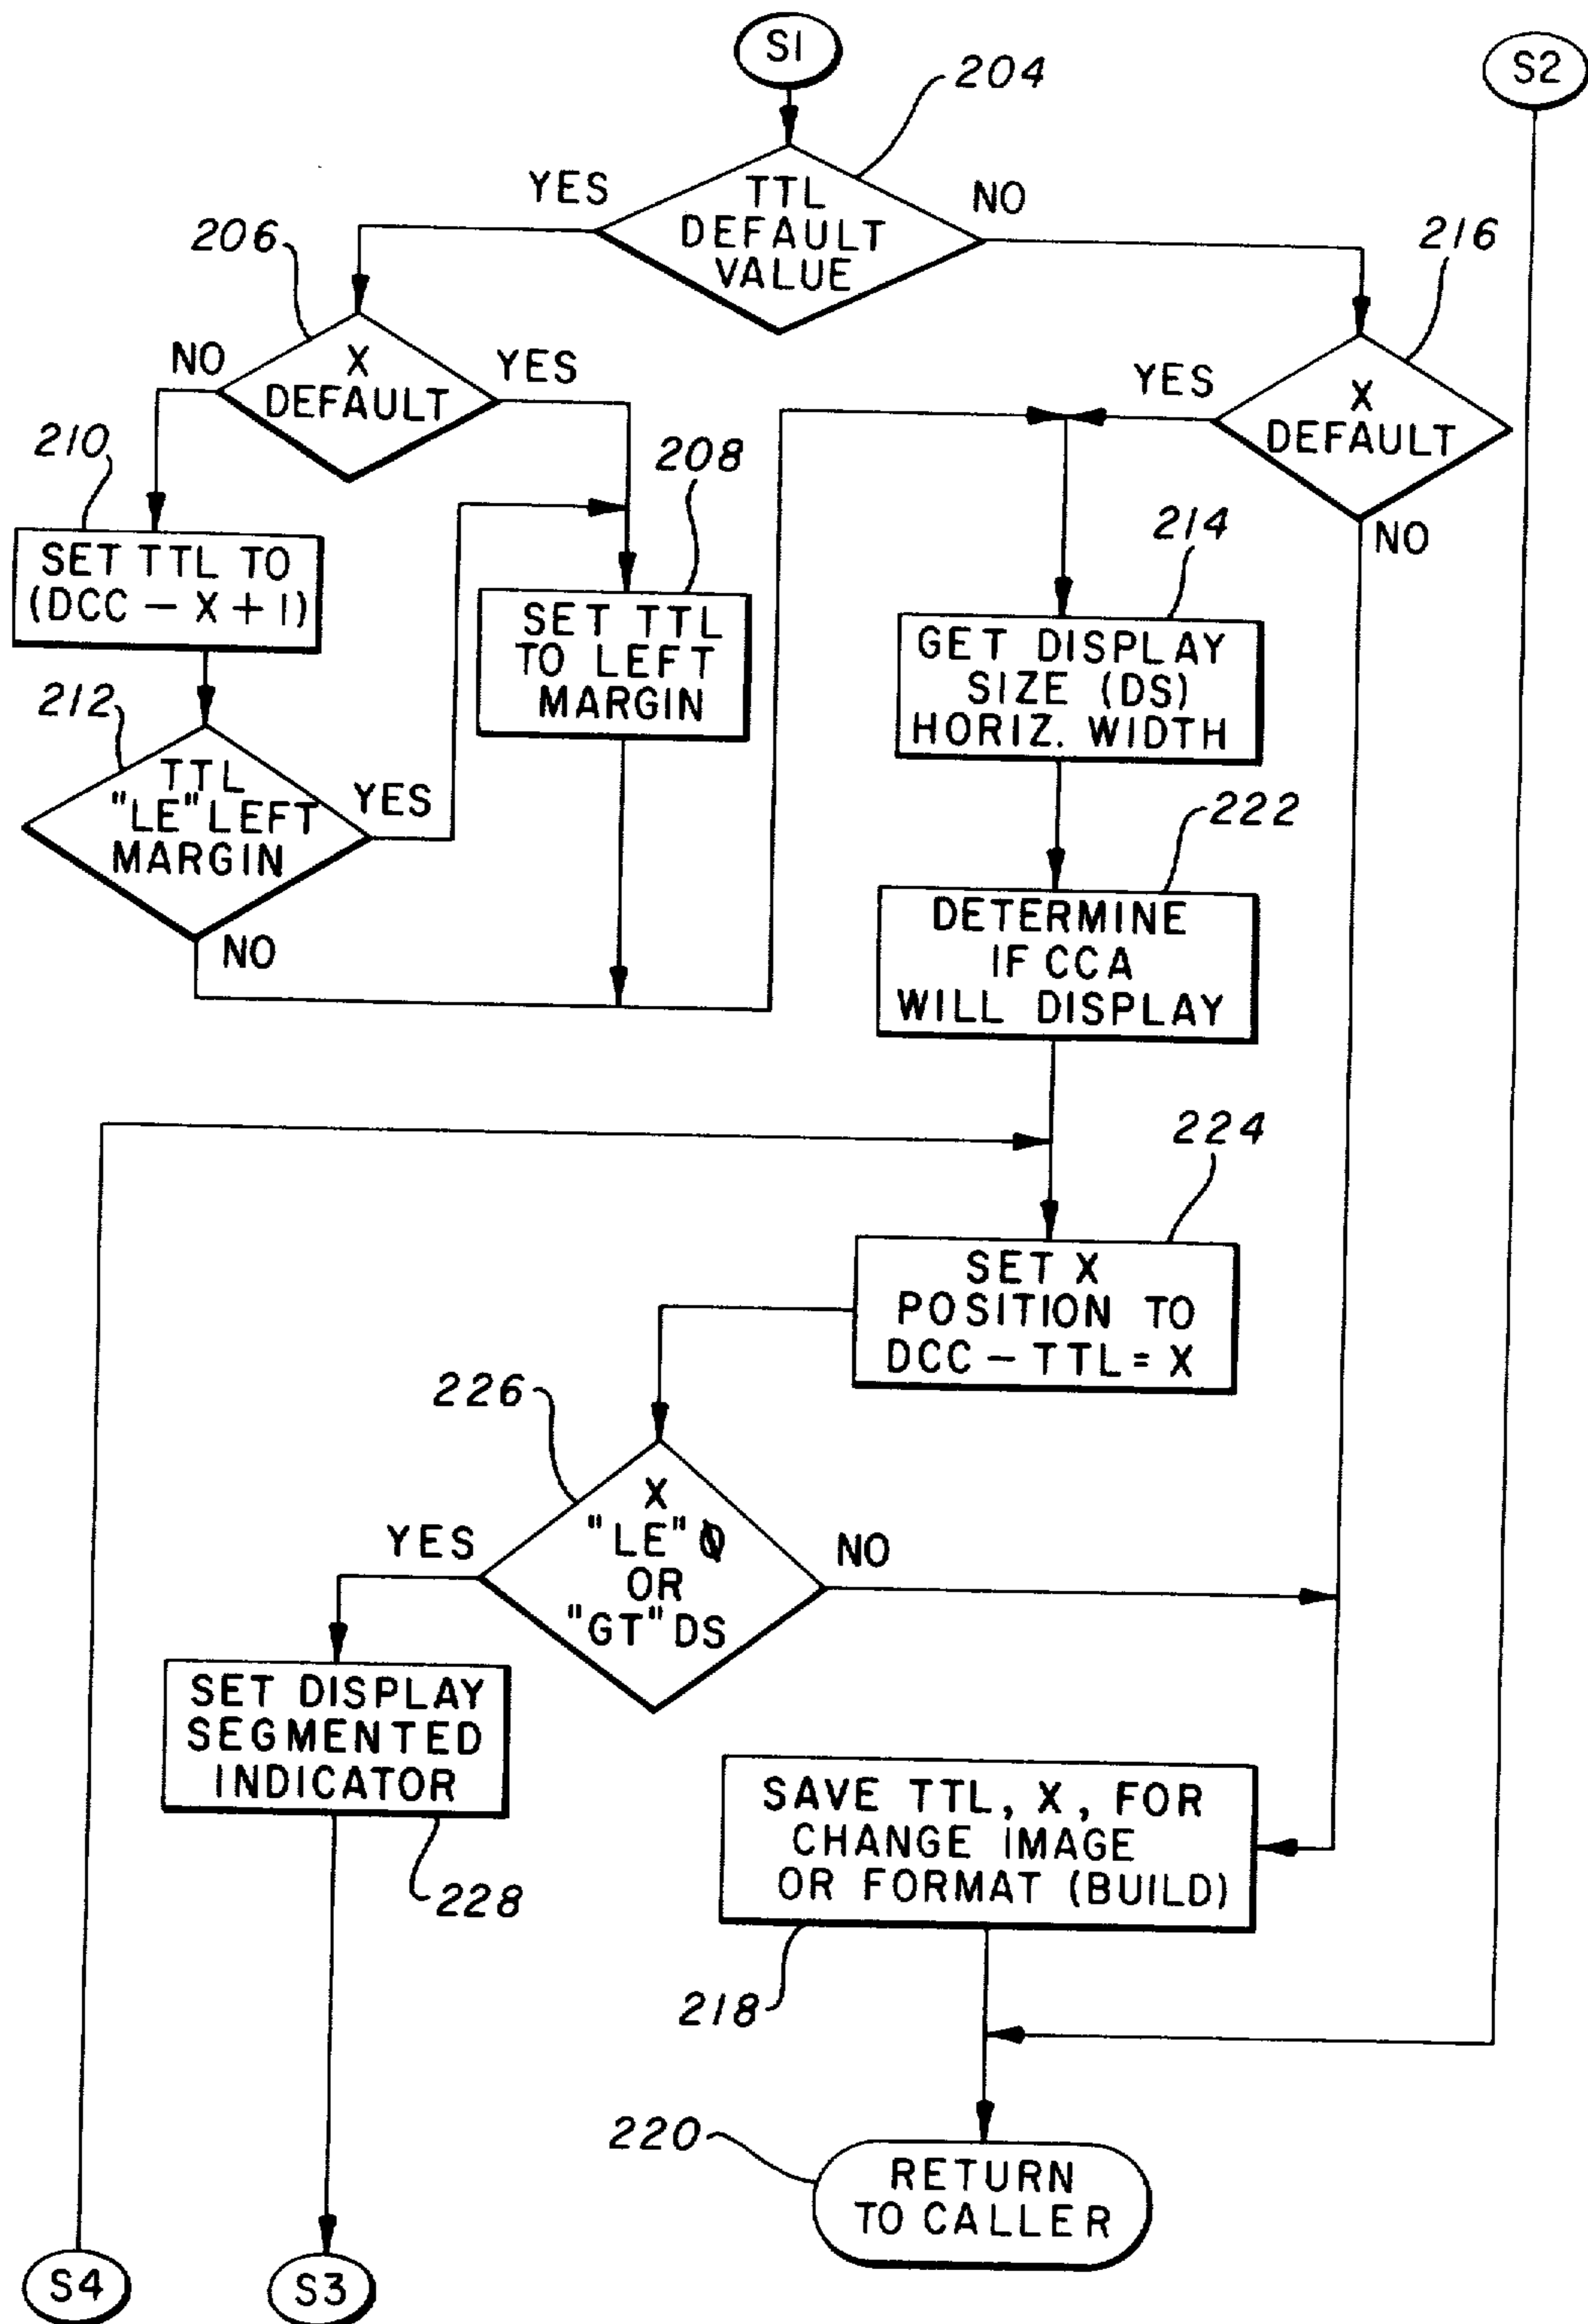 S1
S2
204
YES
TTL
DEFAULT
VALUE
NO
206
216
NO
X
DEFAULT
YES
YES
X
DEFAULT
NO
210
208
214
SET TTL TO
(DCC – X + 1)
SET TTL
TO LEFT
MARGIN
GET DISPLAY
SIZE (DS)
HORIZ. WIDTH
212
TTL
"LE" LEFT
MARGIN
YES
NO
222
DETERMINE
IF CCA
WILL DISPLAY
224
SET X
POSITION TO
DCC – TTL = X
226
YES
X
"LE" 0
OR
"GT" DS
NO
SET DISPLAY
SEGMENTED
INDICATOR
228
SAVE TTL, X, FOR
CHANGE IMAGE
OR FORMAT (BUILD)
218
220
RETURN
TO CALLER
S4
S3